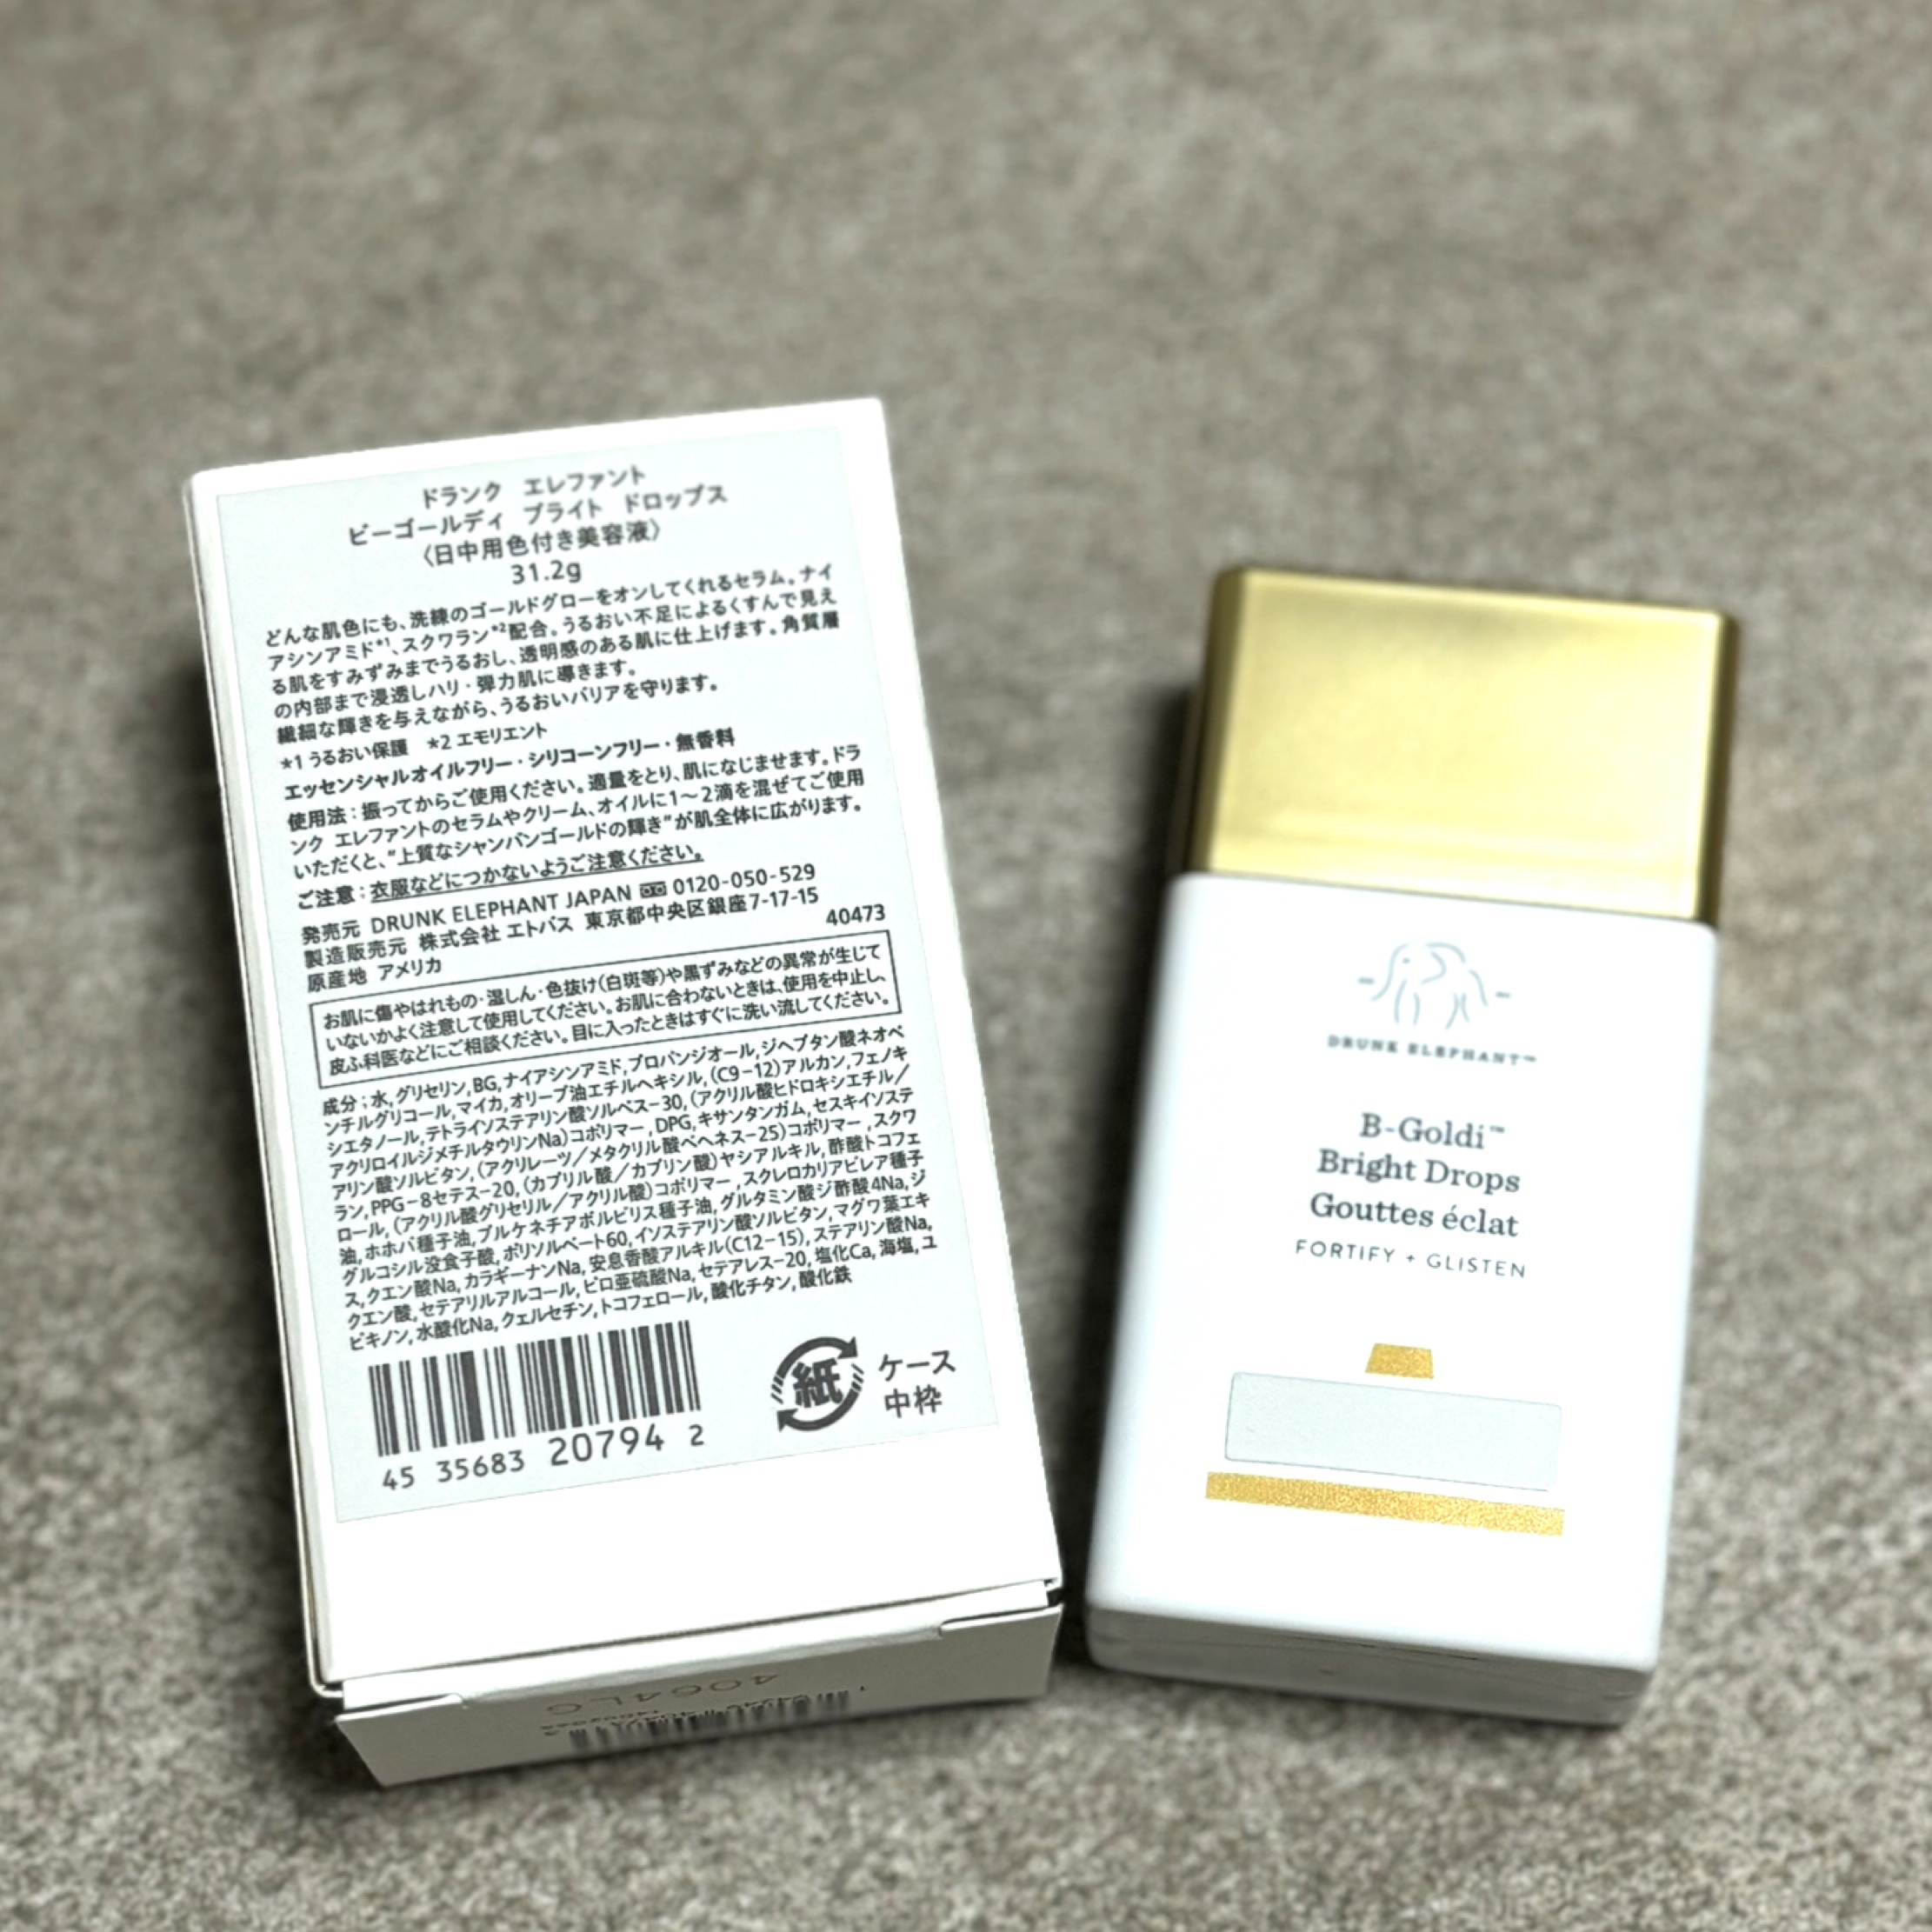 ドランク エレファント
ビーゴールディ ブライト ドロップス
〈日中用色付き美容液〉
31.2g
どんな肌色にも、洗練のゴールドグローをオンしてくれるセラム。ナイ
アシンアミド*1、スクワラン*2配合。うるおい不足によるくすんで見え
る肌をすみずみまでうるおし、透明感のある肌に仕上げます。角質層
の内部まで浸透しハリ・弾力肌に導きます。
繊細な輝きを与えながら、うるおいバリアを守ります。
*1 うるおい保護 *2 エモリエント
エッセンシャルオイルフリー・シリコーンフリー・無香料
使用法：振ってからご使用ください。適量をとり、肌になじませます。ドラ
ンク エレファントのセラムやクリーム、オイルに1～2滴を混ぜてご使用
いただくと、"上質なシャンパンゴールドの輝き"が肌全体に広がります。
ご注意：衣服などにつかないようご注意ください。
発売元 DRUNK ELEPHANT JAPAN 0120-050-529
製造販売元 株式会社 エトバス 東京都中央区銀座7-17-15
原産地 アメリカ 40473
お肌に傷やはれもの・湿しん・色抜け(白斑等)や黒ずみなどの異常が生じて
いないかよく注意して使用してください。お肌に合わないときは、使用を中止し、
皮ふ科医などにご相談ください。目に入ったときはすぐに洗い流してください。
成分；水,グリセリン,BG,ナイアシンアミド,プロパンジオール,ジヘプタン酸ネオペ
ンチルグリコール,マイカ,オリーブ油エチルヘキシル,(C9-12)アルカン,フェノキ
シエタノール,テトライソステアリン酸ソルベス-30,(アクリル酸ヒドロキシエチル／
アクリロイルジメチルタウリンNa)コポリマー,DPG,キサンタンガム,セスキイソステ
アリン酸ソルビタン,(アクリレーツ／メタクリル酸ベヘネス-25)コポリマー,スクワ
ラン,PPG-8セテス-20,(カプリル酸／カプリン酸)ヤシアルキル,酢酸トコフェ
ロール,(アクリル酸グリセリル／アクリル酸)コポリマー,スクレロカリアビレア種子
油,ホホバ種子油,プルケネチアボルビリス種子油,グルタミン酸ジ酢酸4Na,ジ
グルコシル没食子酸,ポリソルベート60,イソステアリン酸ソルビタン,マグワ葉エキ
ス,クエン酸Na,カラギーナンNa,安息香酸アルキル(C12-15),ステアリン酸Na,
クエン酸,セテアリルアルコール,ピロ亜硫酸Na,セテアレス-20,塩化Ca,海塩,ユ
ビキノン,水酸化Na,クェルセチン,トコフェロール,酸化チタン,酸化鉄
45 35683 20794 2
紙 ケース
中枠
4064LG
DRUNK ELEPHANT™
B-Goldi™
Bright Drops
Gouttes éclat
FORTIFY + GLISTEN